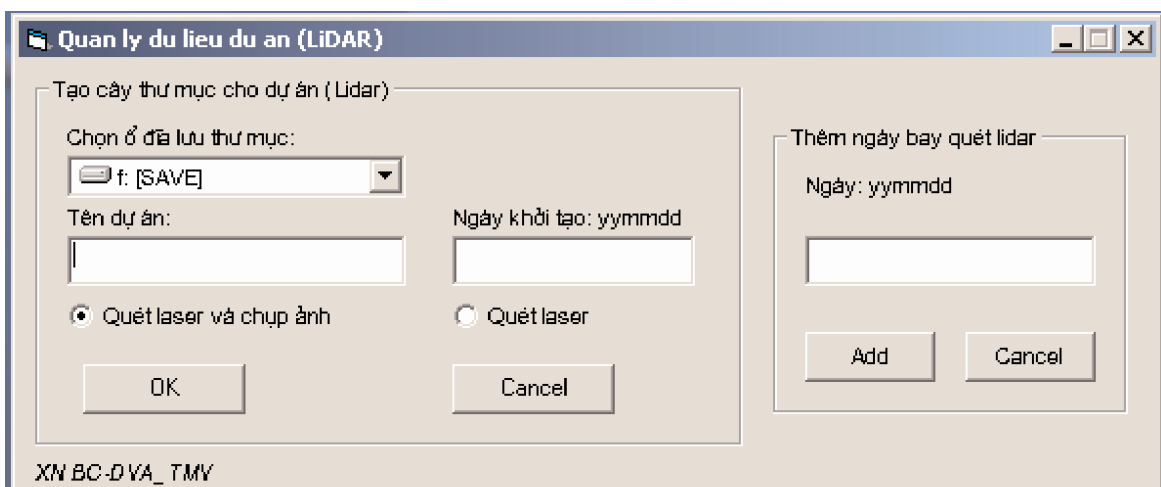 Quan ly du lieu du an (LiDAR)
Tạo cây thư mục cho dự án (Lidar)
Chọn ổ đĩa lưu thư mục:
f: [SAVE]
Tên dự án:
Ngày khởi tạo: yymmdd
Quét laser và chụp ảnh
Quét laser
OK
Cancel
Thêm ngày bay quét lidar
Ngày: yymmdd
Add
Cancel
XN BC-DVA_ TMV